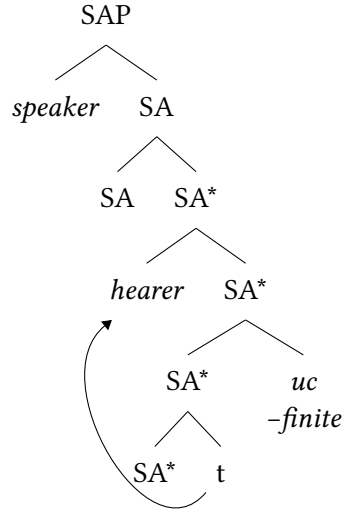 SAP
speaker SA
SA SA*
hearer SA*
SA* uc
–finite
SA* t